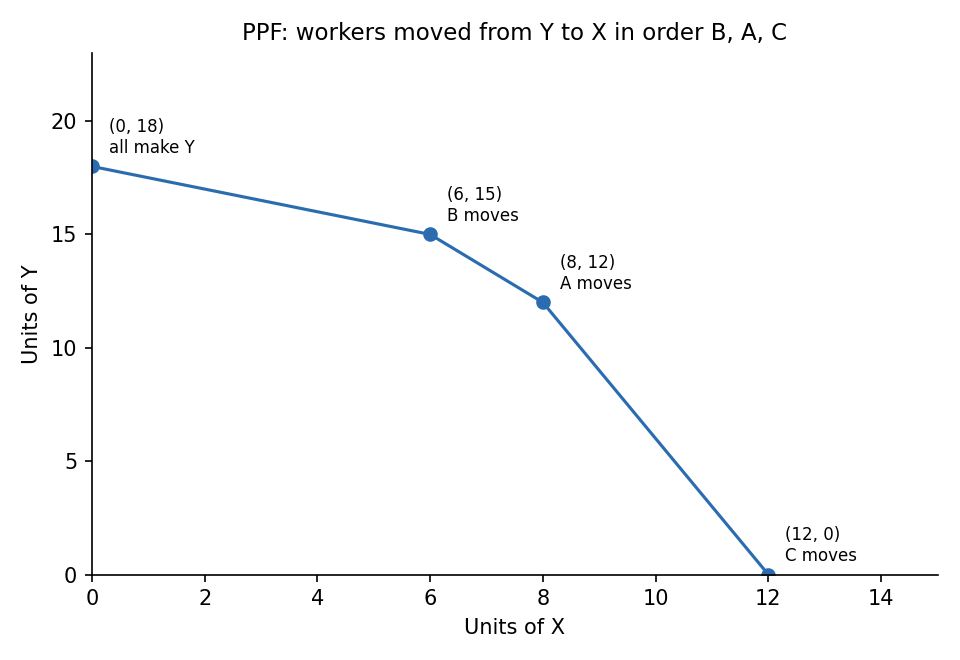 PPF: workers moved from Y to X in order B, A, C
Units of Y
20
15
10
5
0
(0, 18)
all make Y
(6, 15)
B moves
(8, 12)
A moves
(12, 0)
C moves
0 2 4 6 8 10 12 14
Units of X